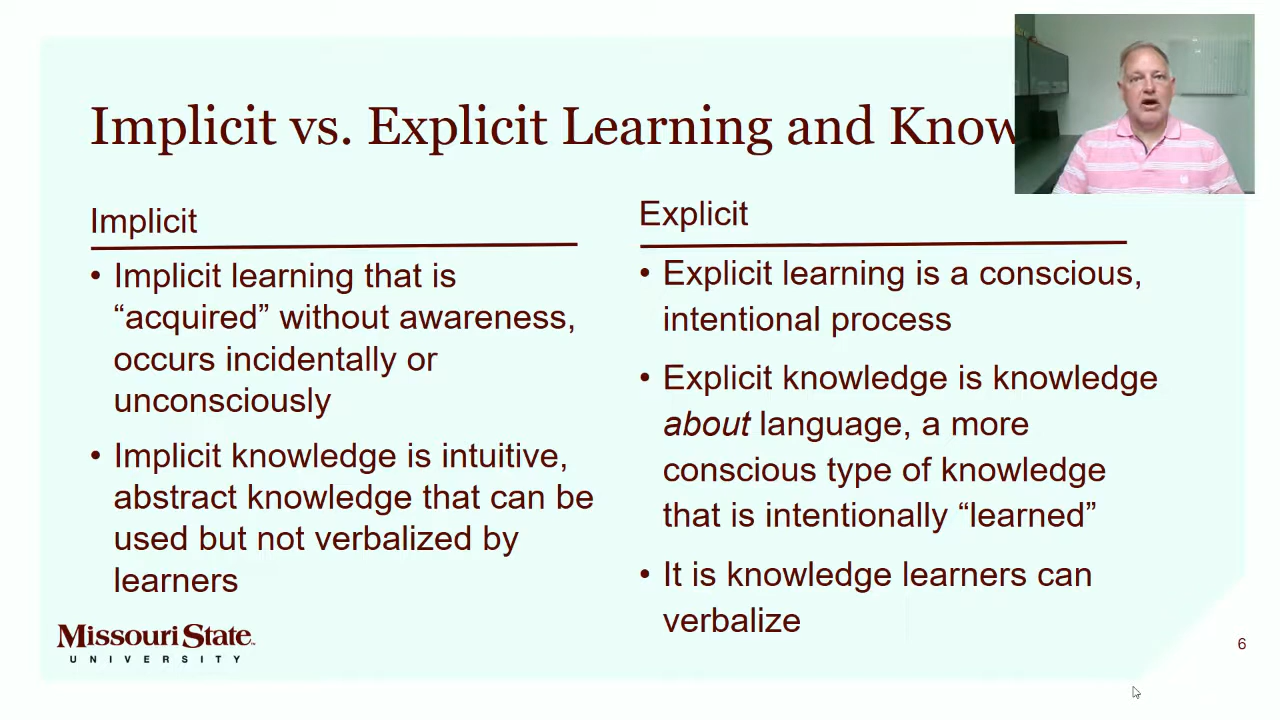 Implicit vs. Explicit Learning and Know
Implicit
• Implicit learning that is
“acquired” without awareness,
occurs incidentally or
unconsciously
• Implicit knowledge is intuitive,
abstract knowledge that can be
used but not verbalized by
learners
Explicit
• Explicit learning is a conscious,
intentional process
• Explicit knowledge is knowledge
about language, a more
conscious type of knowledge
that is intentionally “learned”
• It is knowledge learners can
verbalize
Missouri State
UNIVERSITY
6